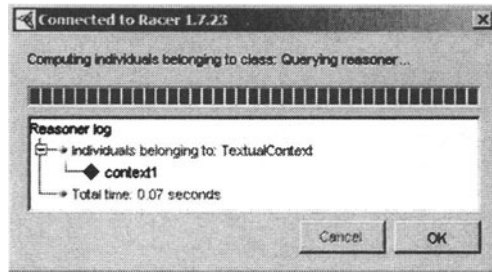 Connected to Racer 1.7.23
Computing individuals belonging to class: Querying reasoner...
Reasoner log
Individuals belonging to: TextualContext
context1
Total time: 0.07 seconds
Cancel
OK